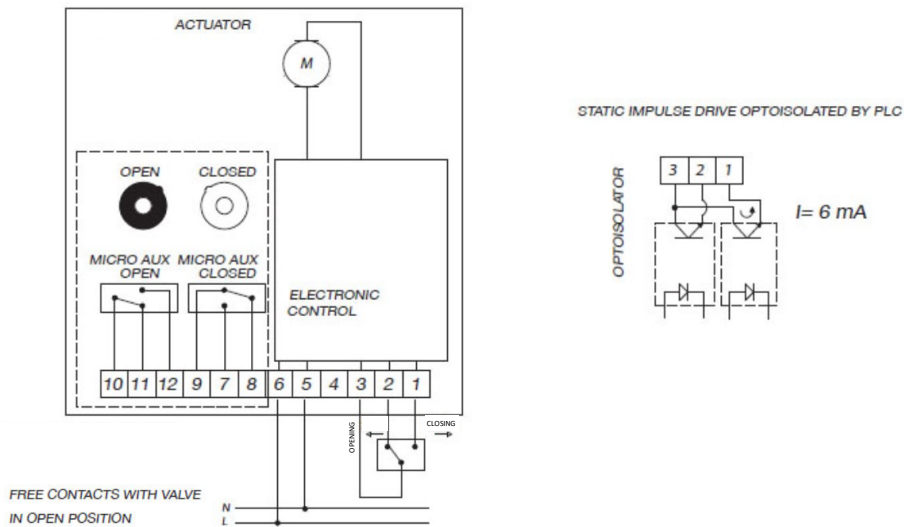 ACTUATOR
M
STATIC IMPULSE DRIVE OPTOISOLATED BY PLC
OPEN CLOSED
MICRO AUX OPEN
MICRO AUX CLOSED
ELECTRONIC
CONTROL
10 11 12 9 7 8 6 5 4 3 2 1
OPENING
CLOSING
FREE CONTACTS WITH VALVE
IN OPEN POSITION
N
L
3 2 1
OPTOISOLATOR
I= 6 mA